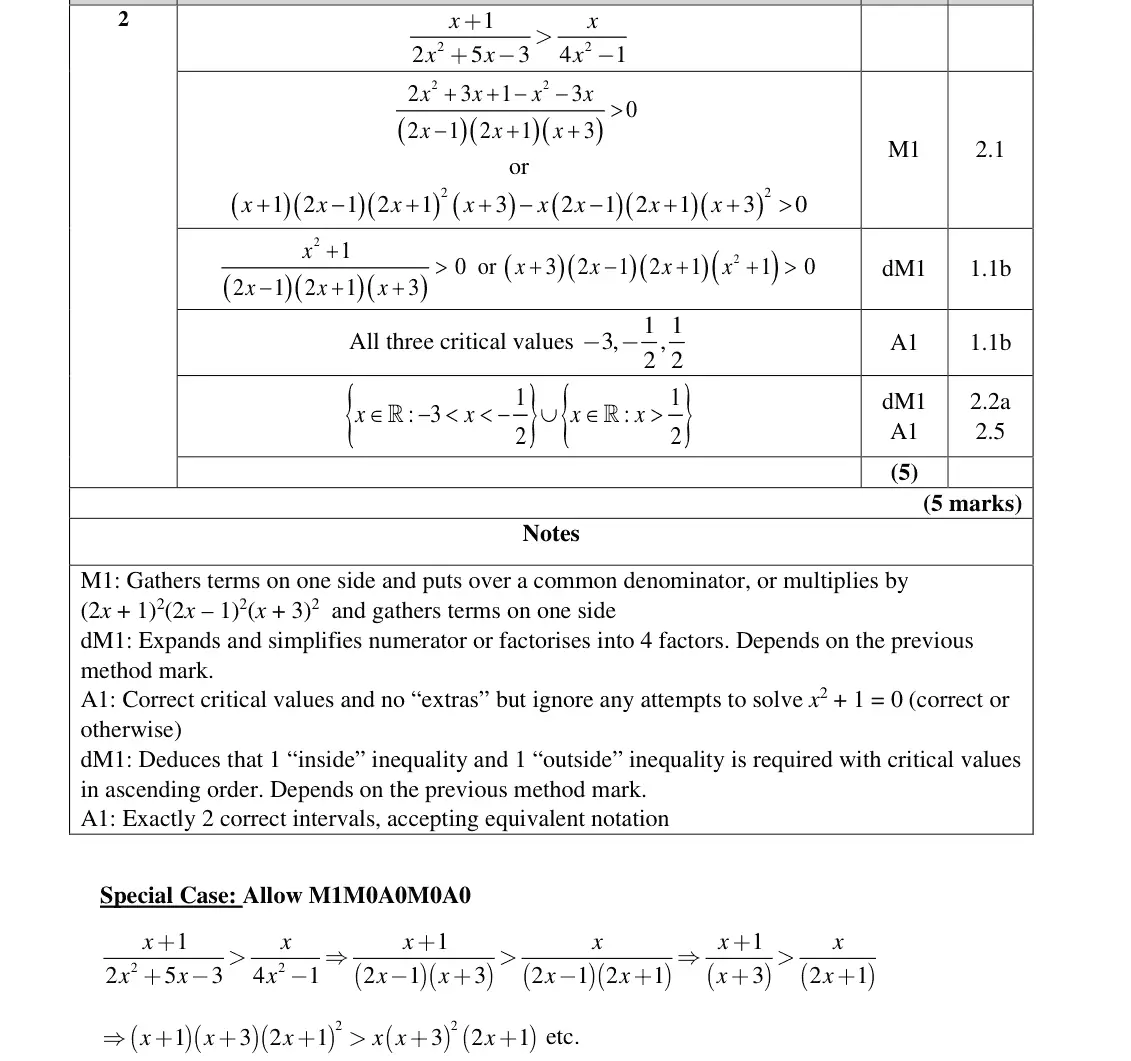 2
x+1 / 2x² + 5x − 3 > x / 4x² − 1
2x² + 3x + 1 − x² − 3x / (2x − 1)(2x + 1)(x + 3) > 0
or
(x+1)(2x−1)(2x+1)²(x+3) − x(2x−1)(2x+1)(x+3)² > 0
M1 2.1
x² + 1 / (2x−1)(2x+1)(x+3) > 0 or (x+3)(2x−1)(2x+1)(x² + 1) > 0 dM1 1.1b
All three critical values −3, −1/2, 1/2 A1 1.1b
{x ∈ ℝ : −3 < x < −1/2} ∪ {x ∈ ℝ : x > 1/2} dM1 2.2a
A1 2.5
(5)
(5 marks)
Notes
M1: Gathers terms on one side and puts over a common denominator, or multiplies by
(2x + 1)²(2x – 1)²(x + 3)² and gathers terms on one side
dM1: Expands and simplifies numerator or factorises into 4 factors. Depends on the previous
method mark.
A1: Correct critical values and no “extras” but ignore any attempts to solve x² + 1 = 0 (correct or
otherwise)
dM1: Deduces that 1 “inside” inequality and 1 “outside” inequality is required with critical values
in ascending order. Depends on the previous method mark.
A1: Exactly 2 correct intervals, accepting equivalent notation
Special Case: Allow M1M0A0M0A0
x+1 / 2x² + 5x − 3 > x / 4x² − 1 ⇒ x+1 / (2x−1)(x+3) > x / (2x−1)(2x+1) ⇒ x+1 / (x+3) > x / (2x+1)
⇒ (x+1)(x+3)(2x+1)² > x(x+3)²(2x+1) etc.